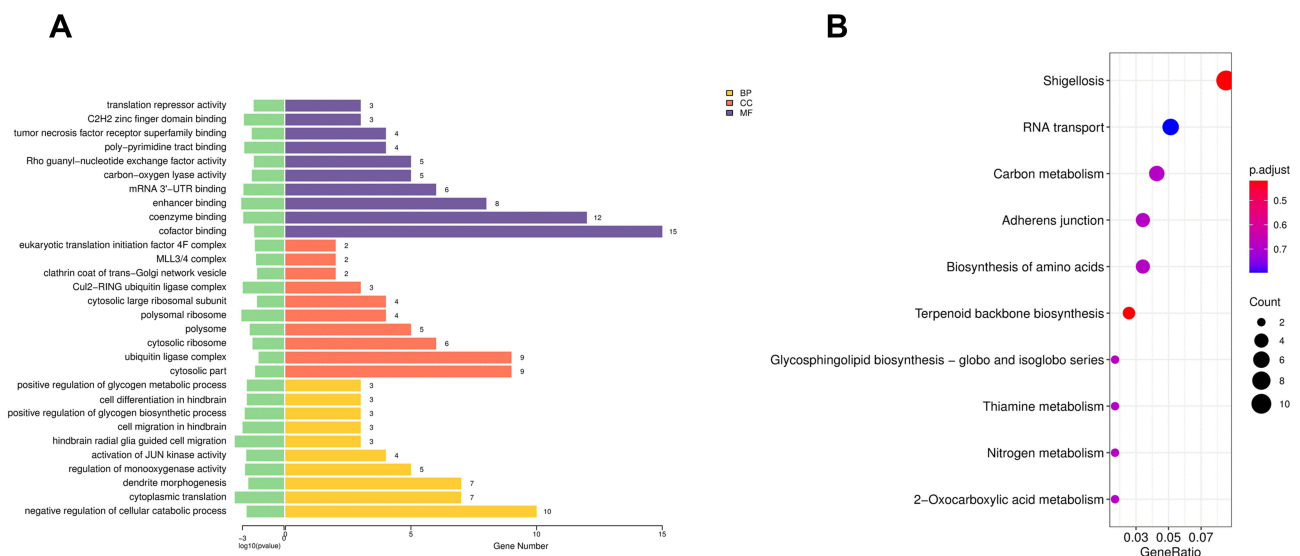 A
B
BP
CC
MF
translation repressor activity 3
C2H2 zinc finger domain binding 3
tumor necrosis factor receptor superfamily binding 4
poly−pyrimidine tract binding 4
Rho guanyl−nucleotide exchange factor activity 5
carbon−oxygen lyase activity 5
mRNA 3'−UTR binding 6
enhancer binding 8
coenzyme binding 12
cofactor binding 15
eukaryotic translation initiation factor 4F complex 2
MLL3/4 complex 2
clathrin coat of trans−Golgi network vesicle 2
Cul2−RING ubiquitin ligase complex 3
cytosolic large ribosomal subunit 4
polysomal ribosome 4
polysome 5
cytosolic ribosome 6
ubiquitin ligase complex 9
cytosolic part 9
positive regulation of glycogen metabolic process 3
cell differentiation in hindbrain 3
positive regulation of glycogen biosynthetic process 3
cell migration in hindbrain 3
hindbrain radial glia guided cell migration 3
activation of JUN kinase activity 4
regulation of monooxygenase activity 5
dendrite morphogenesis 7
cytoplasmic translation 7
negative regulation of cellular catabolic process 10
−3 0 0 5 10 15
log10(pvalue) Gene Number
Shigellosis
RNA transport
Carbon metabolism
Adherens junction
Biosynthesis of amino acids
Terpenoid backbone biosynthesis
Glycosphingolipid biosynthesis − globo and isoglobo series
Thiamine metabolism
Nitrogen metabolism
2−Oxocarboxylic acid metabolism
0.03 0.05 0.07
GeneRatio
p.adjust
0.5
0.6
0.7
Count
2
4
6
8
10